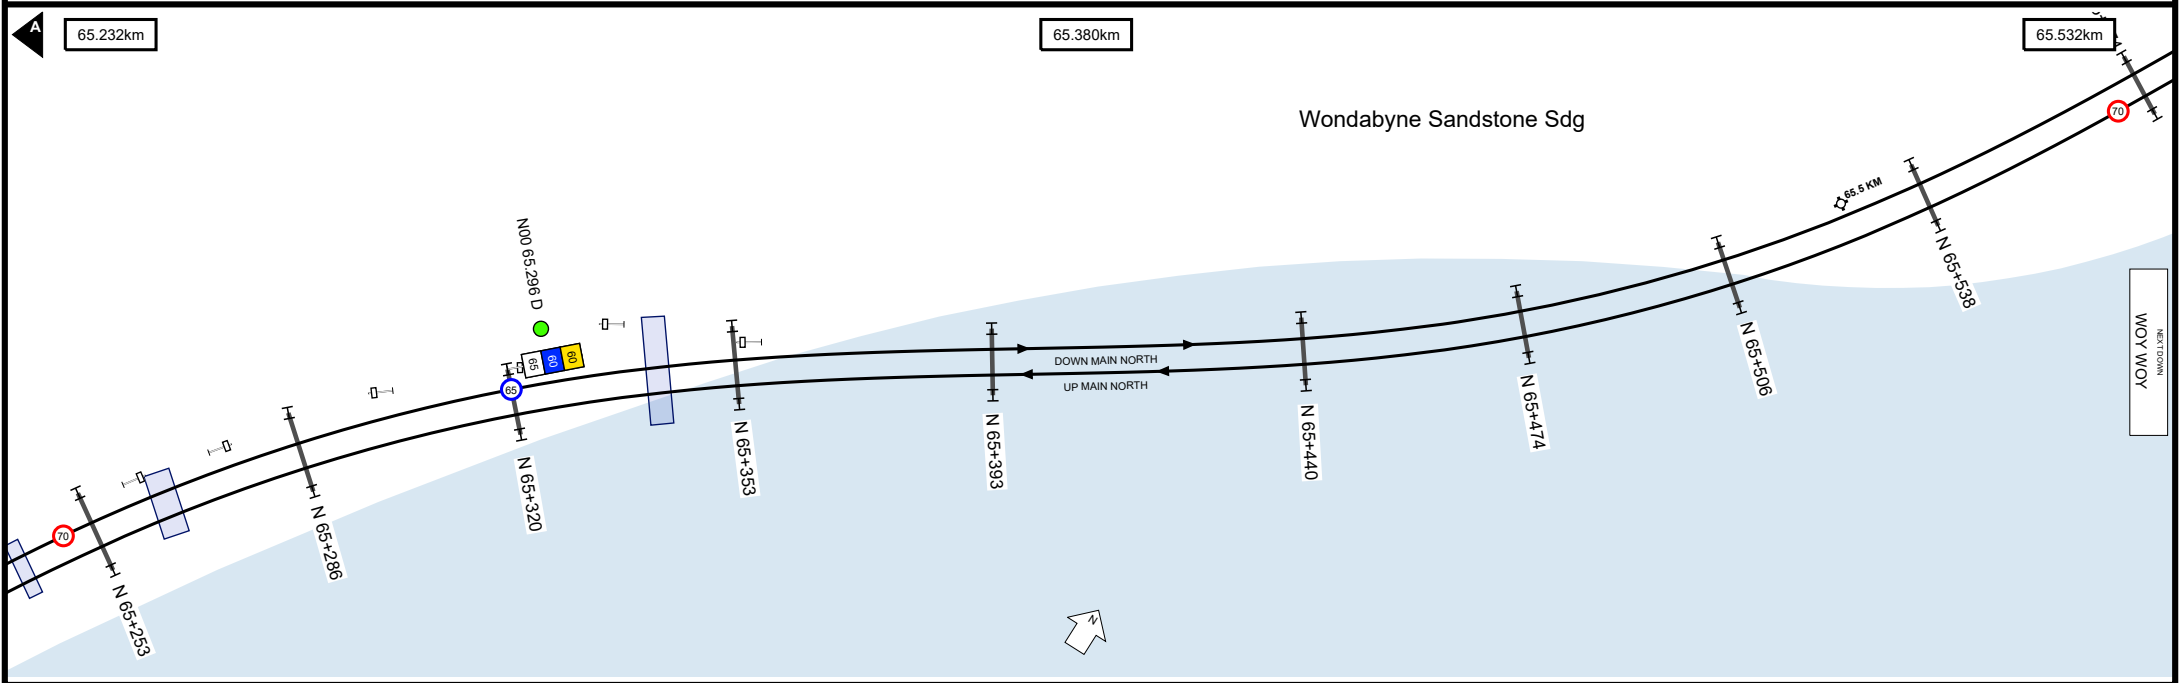 A
65.232km
65.380km
65.532km
Wondabyne Sandstone Sdg
70
65.5 KM
N00 65.296 D
65
60
60
65
DOWN MAIN NORTH
UP MAIN NORTH
70
N 65+253
N 65+286
N 65+320
N 65+353
N 65+393
N 65+440
N 65+474
N 65+506
N 65+538
NEXT DOWN
WOY WOY
N